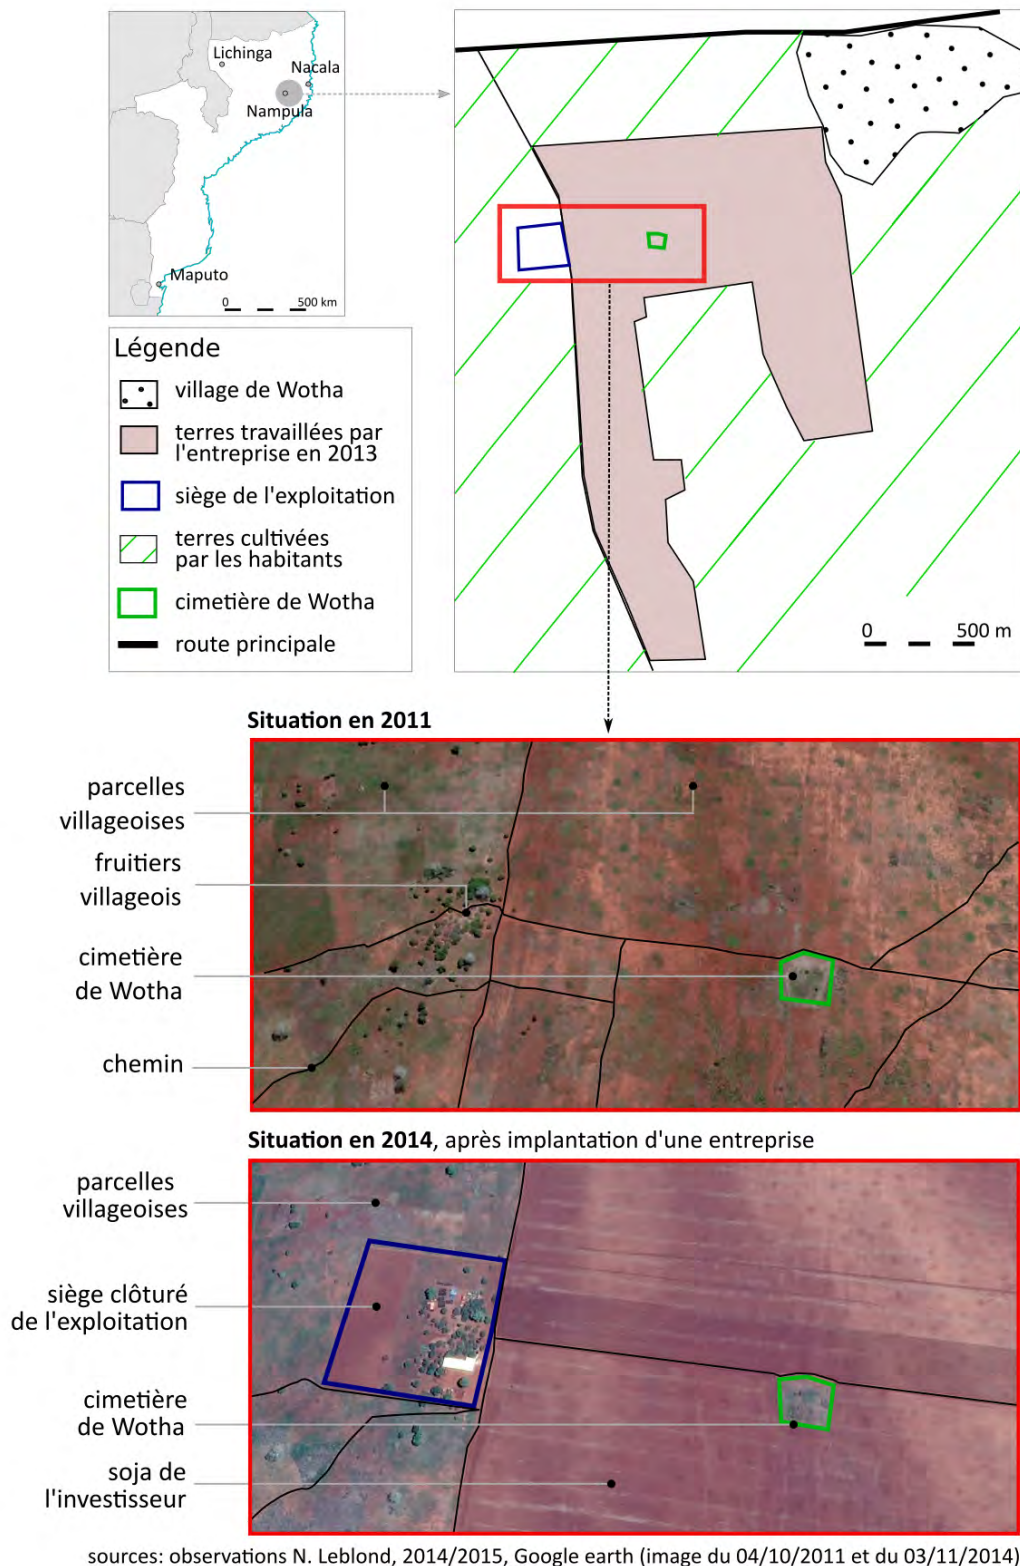 Lichinga
Nacala
Nampula
Maputo
0 500 km
Légende
village de Wotha
terres travaillées par
l'entreprise en 2013
siège de l'exploitation
terres cultivées
par les habitants
cimetière de Wotha
route principale
0 500 m
Situation en 2011
parcelles
villageoises
fruitiers
villageois
cimetière
de Wotha
chemin
Situation en 2014, après implantation d'une entreprise
parcelles
villageoises
siège clôturé
de l'exploitation
cimetière
de Wotha
soja de
l'investisseur
sources: observations N. Leblond, 2014/2015, Google earth (image du 04/10/2011 et du 03/11/2014)